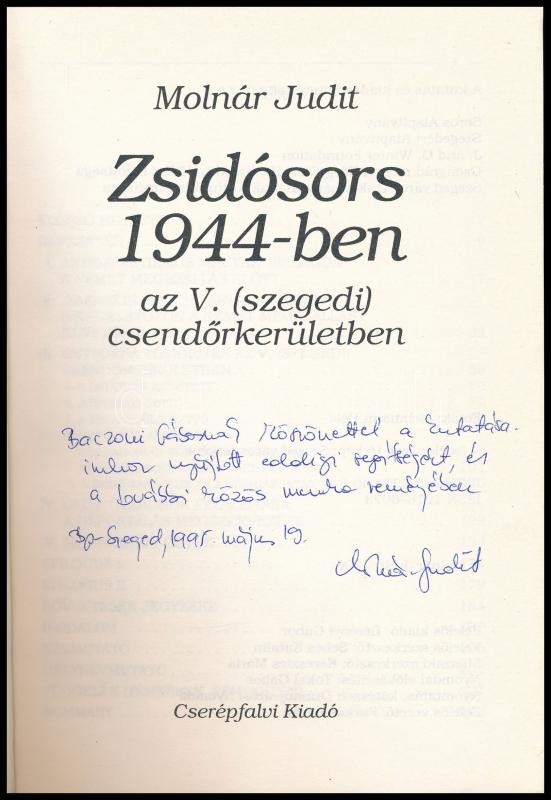 Molnár Judit
Zsidósors
1944-ben
az V. (szegedi)
csendőrkerületben
Baczoni Gábornak köszönettel a kutatása-
imhoz nyújtott eddigi segítségéért, és
a további közös munka reményében
Bp-Szeged, 1995. május 19.
Molnár Judit
Cserépfalvi Kiadó